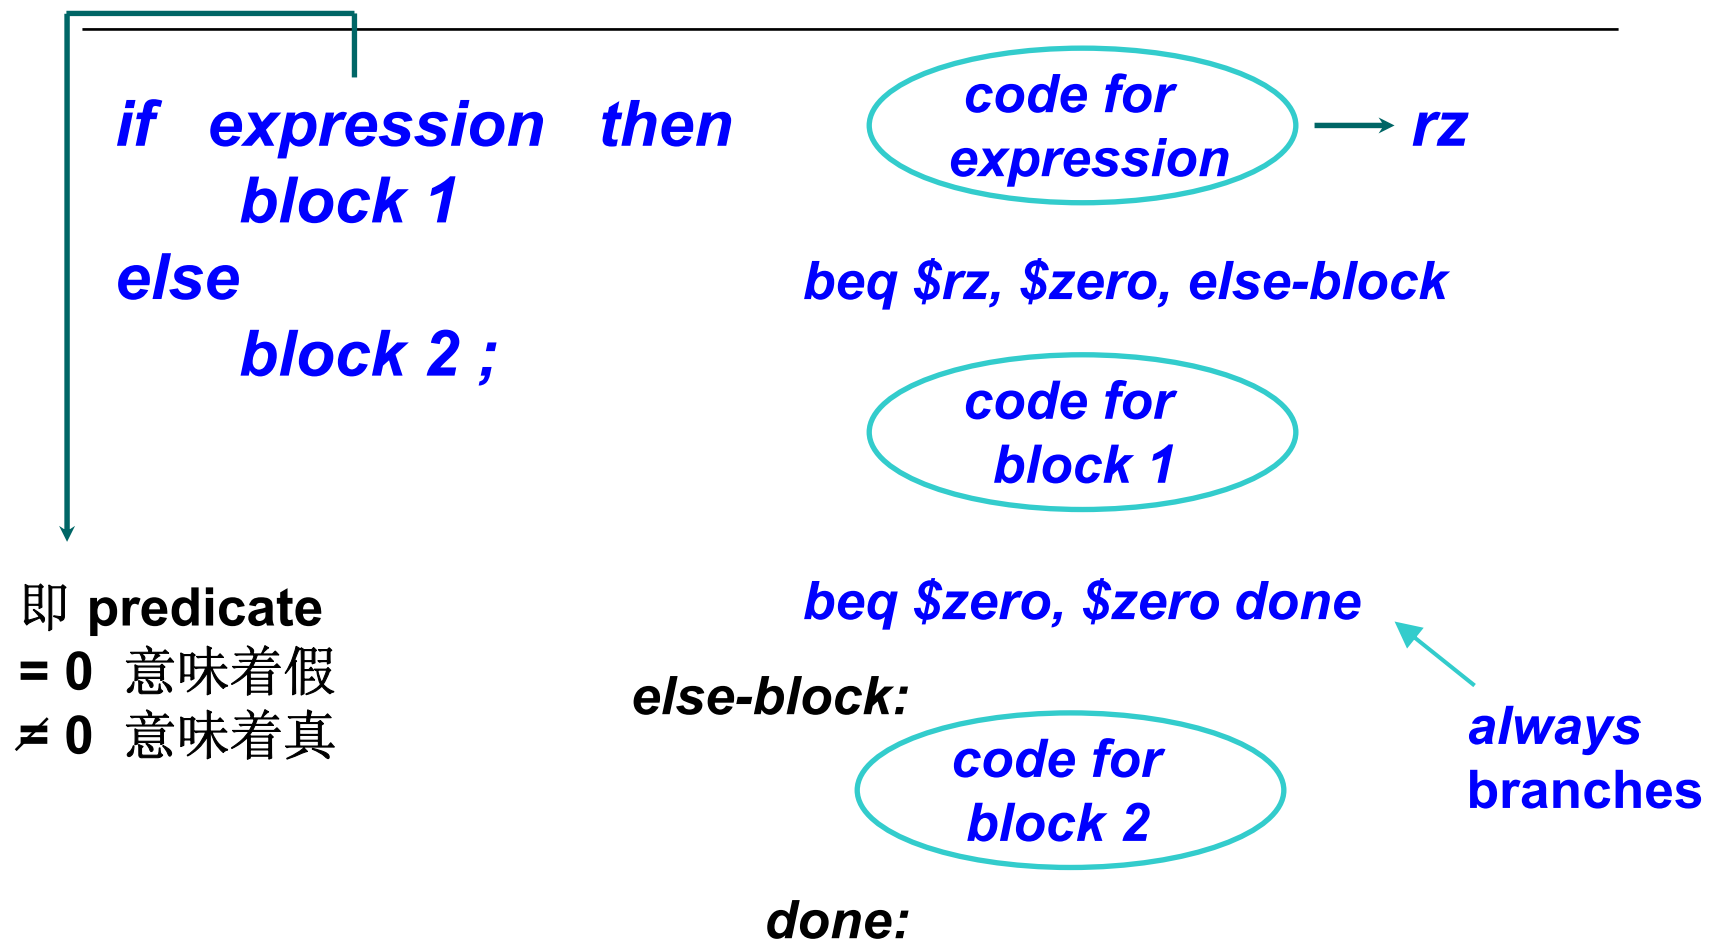 if expression then
block 1
else
block 2 ;
即 predicate
= 0 意味着假
≠ 0 意味着真
code for
expression
rz
beq $rz, $zero, else-block
code for
block 1
beq $zero, $zero done
always
branches
else-block:
code for
block 2
done: